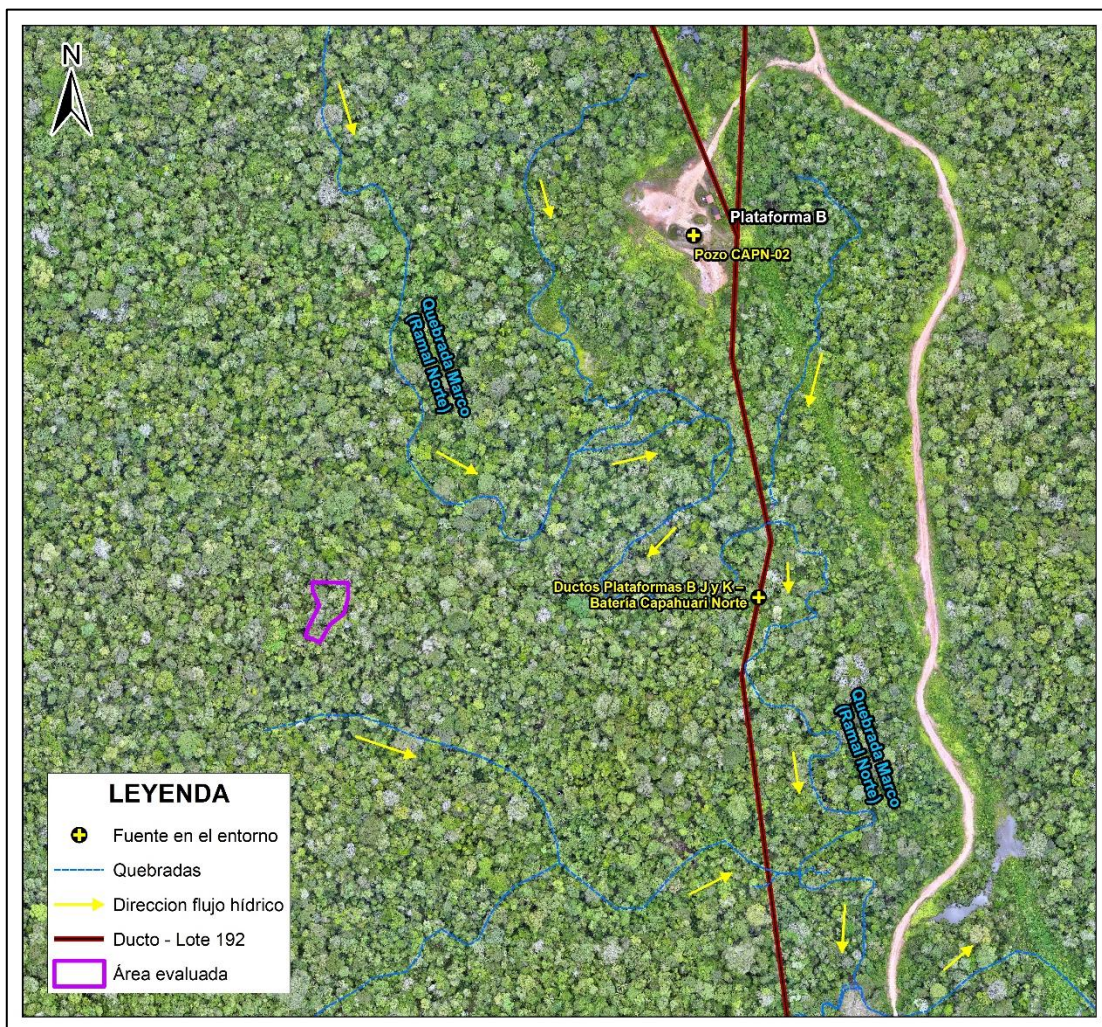 N
Plataforma B
Pozo CAPN-02
Quebrada Marco
(Ramal Norte)
Ductos Plataformas B J y K –
Batería Capahuari Norte
Quebrada Marco
(Ramal Norte)
LEYENDA
Fuente en el entorno
Quebradas
Direccion flujo hídrico
Ducto - Lote 192
Área evaluada